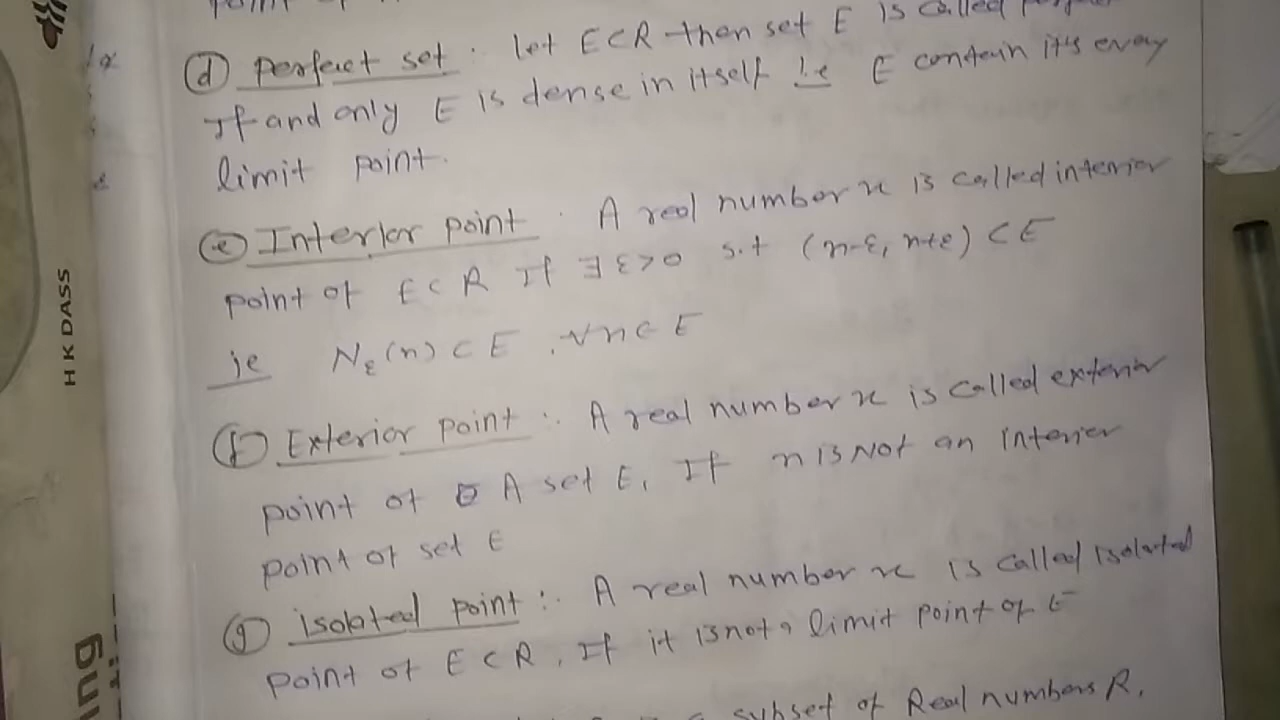 point of
(d) perfect set : let E⊂R then set E is called perfect
If and only E is dense in itself i.e E contain it's every
limit point.
(e) Interior point : A real number x is called interior
point of E⊂R If ∃ ε>0 s.t (x-ε, x+ε) ⊂E
ie Nε(x) ⊂ E , ∀x∈E
(f) Exterior point : A real number x is called exterior
point of A set E, If x is Not an interior
point of set E
(g) isolated point :. A real number x is called isolated
point of E⊂R, If it is not a limit point of E
subset of Real numbers R.
H K DASS